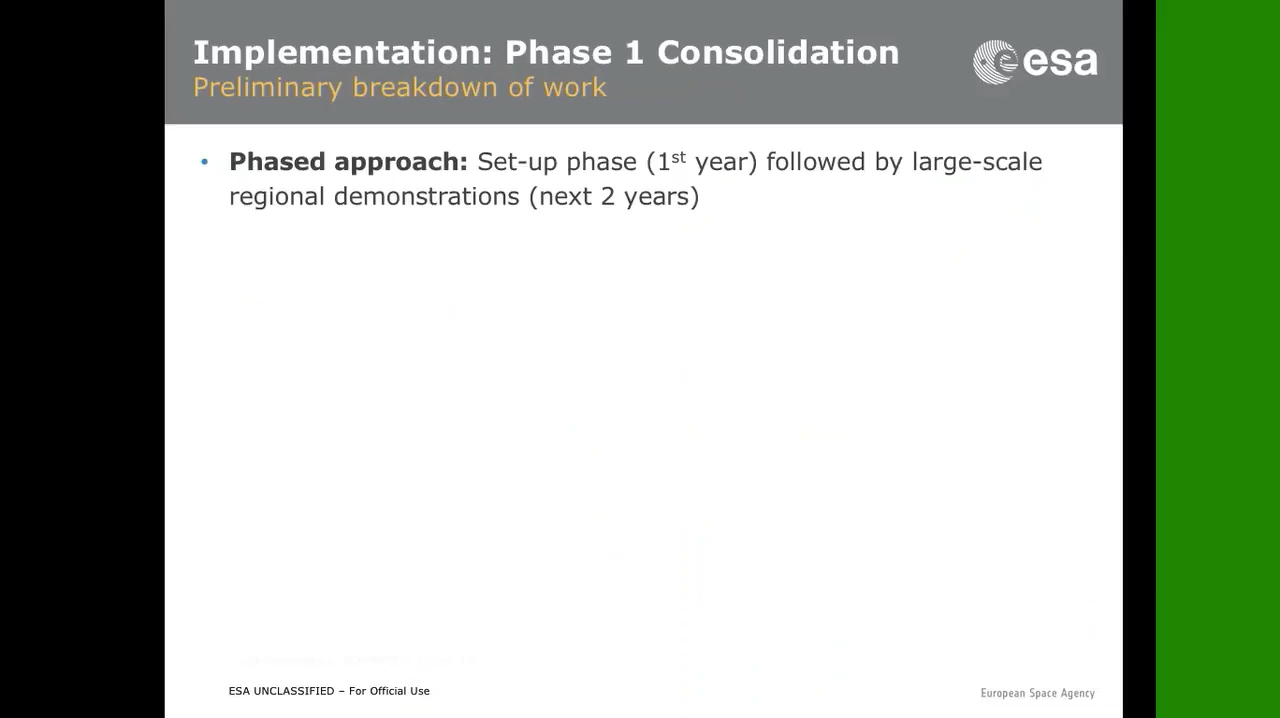 Implementation: Phase 1 Consolidation
Preliminary breakdown of work
esa
• Phased approach: Set-up phase (1st year) followed by large-scale
regional demonstrations (next 2 years)
ESA UNCLASSIFIED – For Official Use
European Space Agency